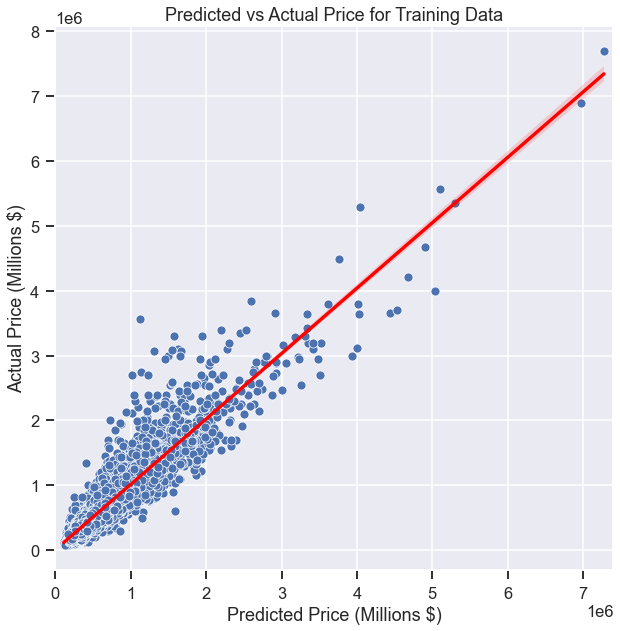 Predicted vs Actual Price for Training Data
1e6
8
7
6
5
4
3
2
1
0
Actual Price (Millions $)
0 1 2 3 4 5 6 7
1e6
Predicted Price (Millions $)